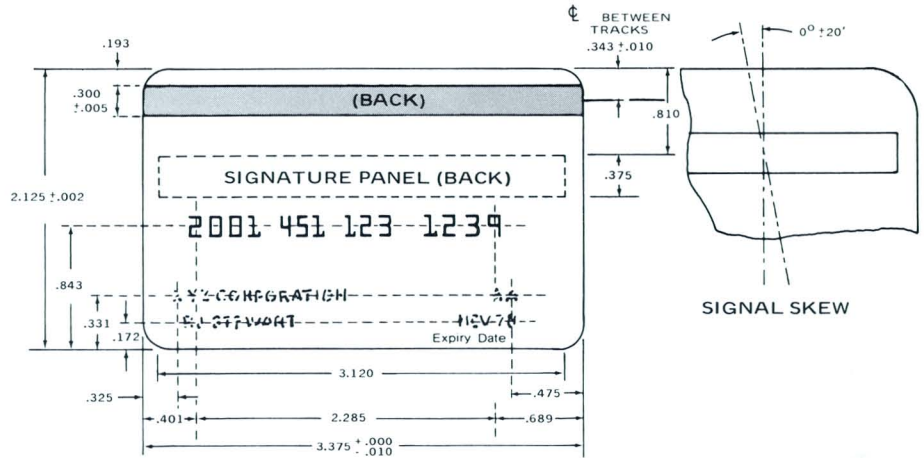 ℄ BETWEEN
TRACKS
.343 ±.010
0° ±20'
.193
.300
±.005
(BACK)
.810
.375
SIGNATURE PANEL (BACK)
2.125 ±.002
2001 451 123 1239
.843
.331
.172
Expiry Date
SIGNAL SKEW
3.120
.325
.475
.401
2.285
.689
3.375 +.000
-.010